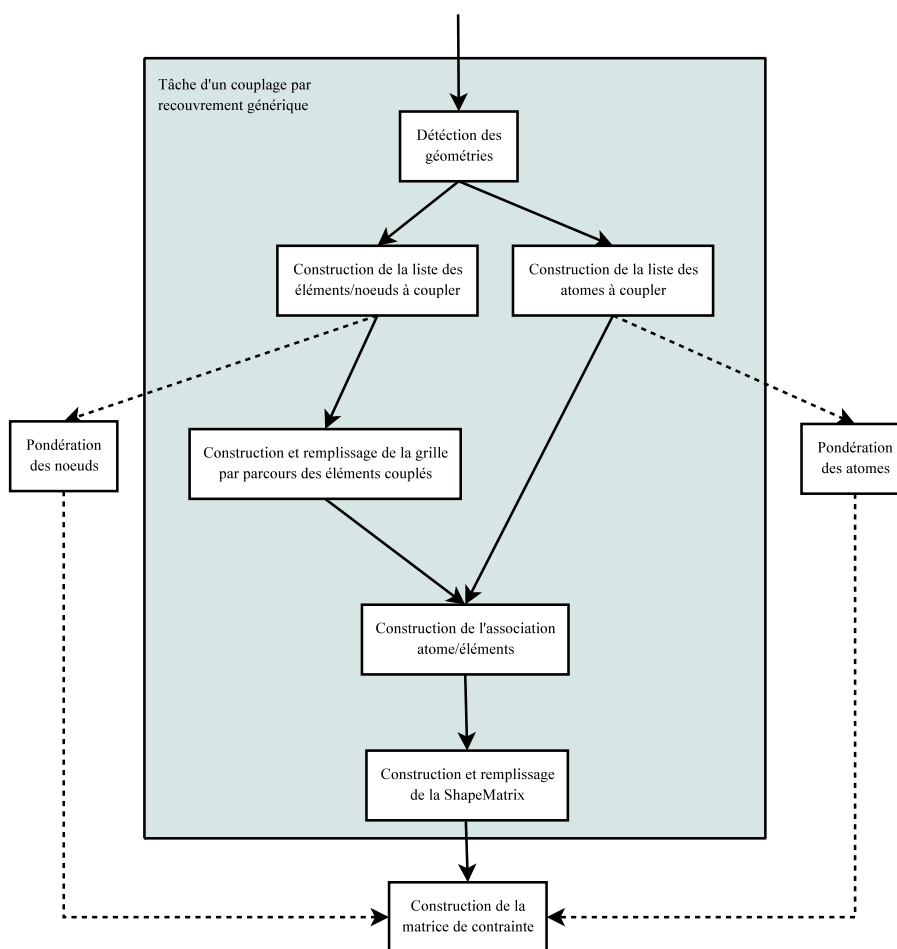 Tâche d'un couplage par
recouvrement générique
Détéction des
géométries
Construction de la liste des
éléments/noeuds à coupler
Construction de la liste des
atomes à coupler
Pondération
des noeuds
Construction et remplissage de la grille
par parcours des éléments couplés
Pondération
des atomes
Construction de l'association
atome/éléments
Construction et remplissage
de la ShapeMatrix
Construction de la
matrice de contrainte